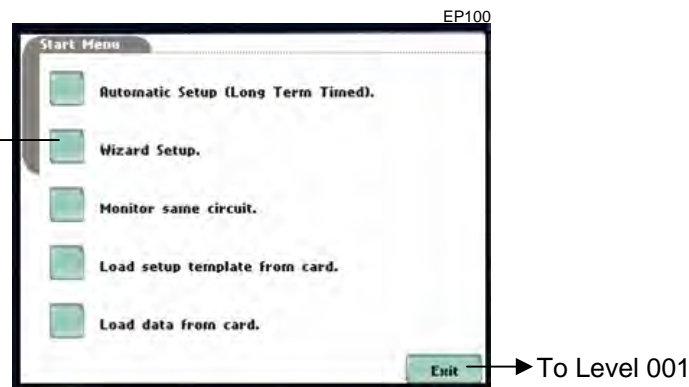 EP100
Start Menu
Automatic Setup (Long Term Timed).
Wizard Setup.
Monitor same circuit.
Load setup template from card.
Load data from card.
Exit
To Level 001